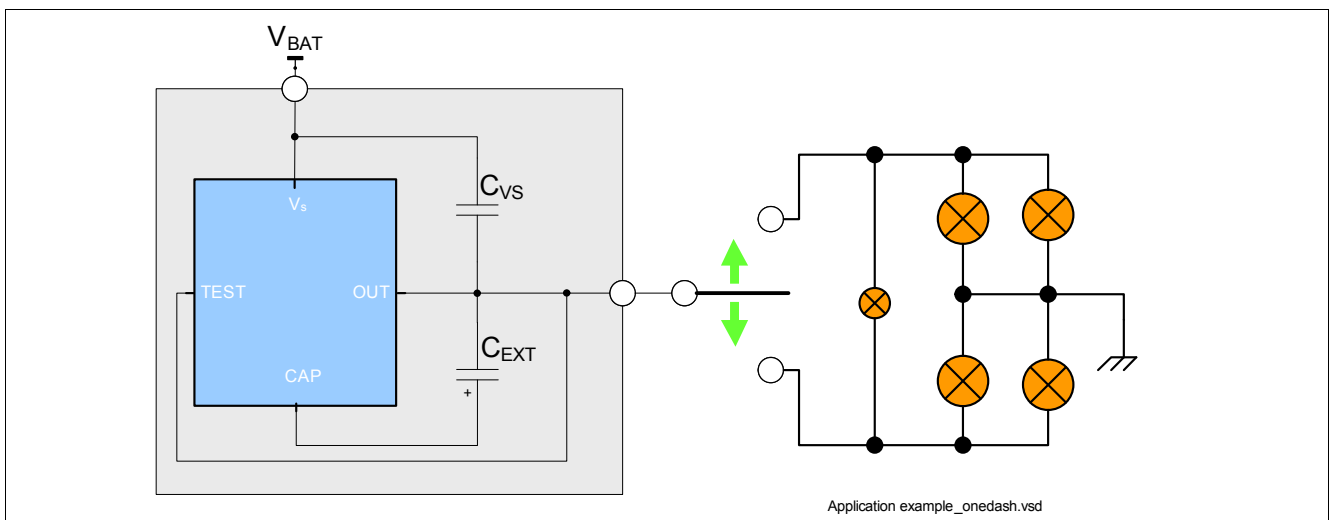 VBAT
CVS
Vs
TEST
OUT
CEXT
CAP
+
Application example_onedash.vsd